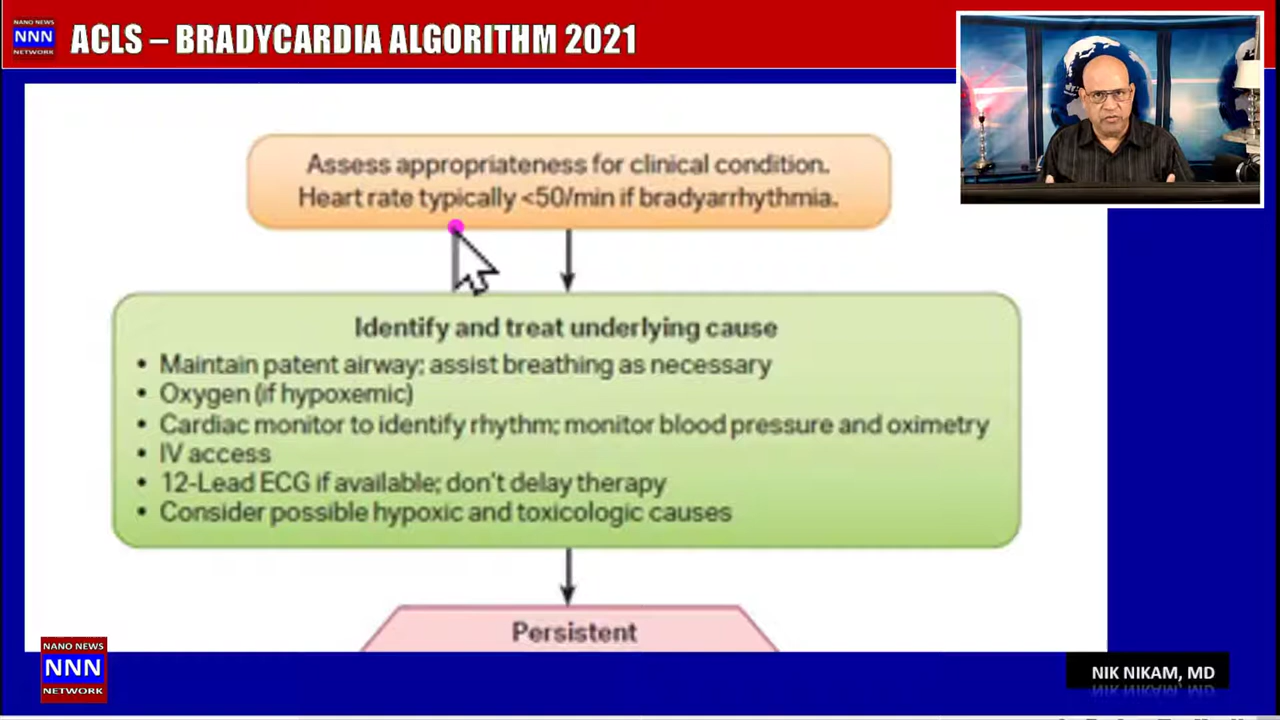 NANO NEWS
NNN
NETWORK
ACLS – BRADYCARDIA ALGORITHM 2021
Assess appropriateness for clinical condition.
Heart rate typically <50/min if bradyarrhythmia.
Identify and treat underlying cause
• Maintain patent airway; assist breathing as necessary
• Oxygen (if hypoxemic)
• Cardiac monitor to identify rhythm; monitor blood pressure and oximetry
• IV access
• 12-Lead ECG if available; don't delay therapy
• Consider possible hypoxic and toxicologic causes
Persistent
NANO NEWS
NNN
NETWORK
NIK NIKAM, MD